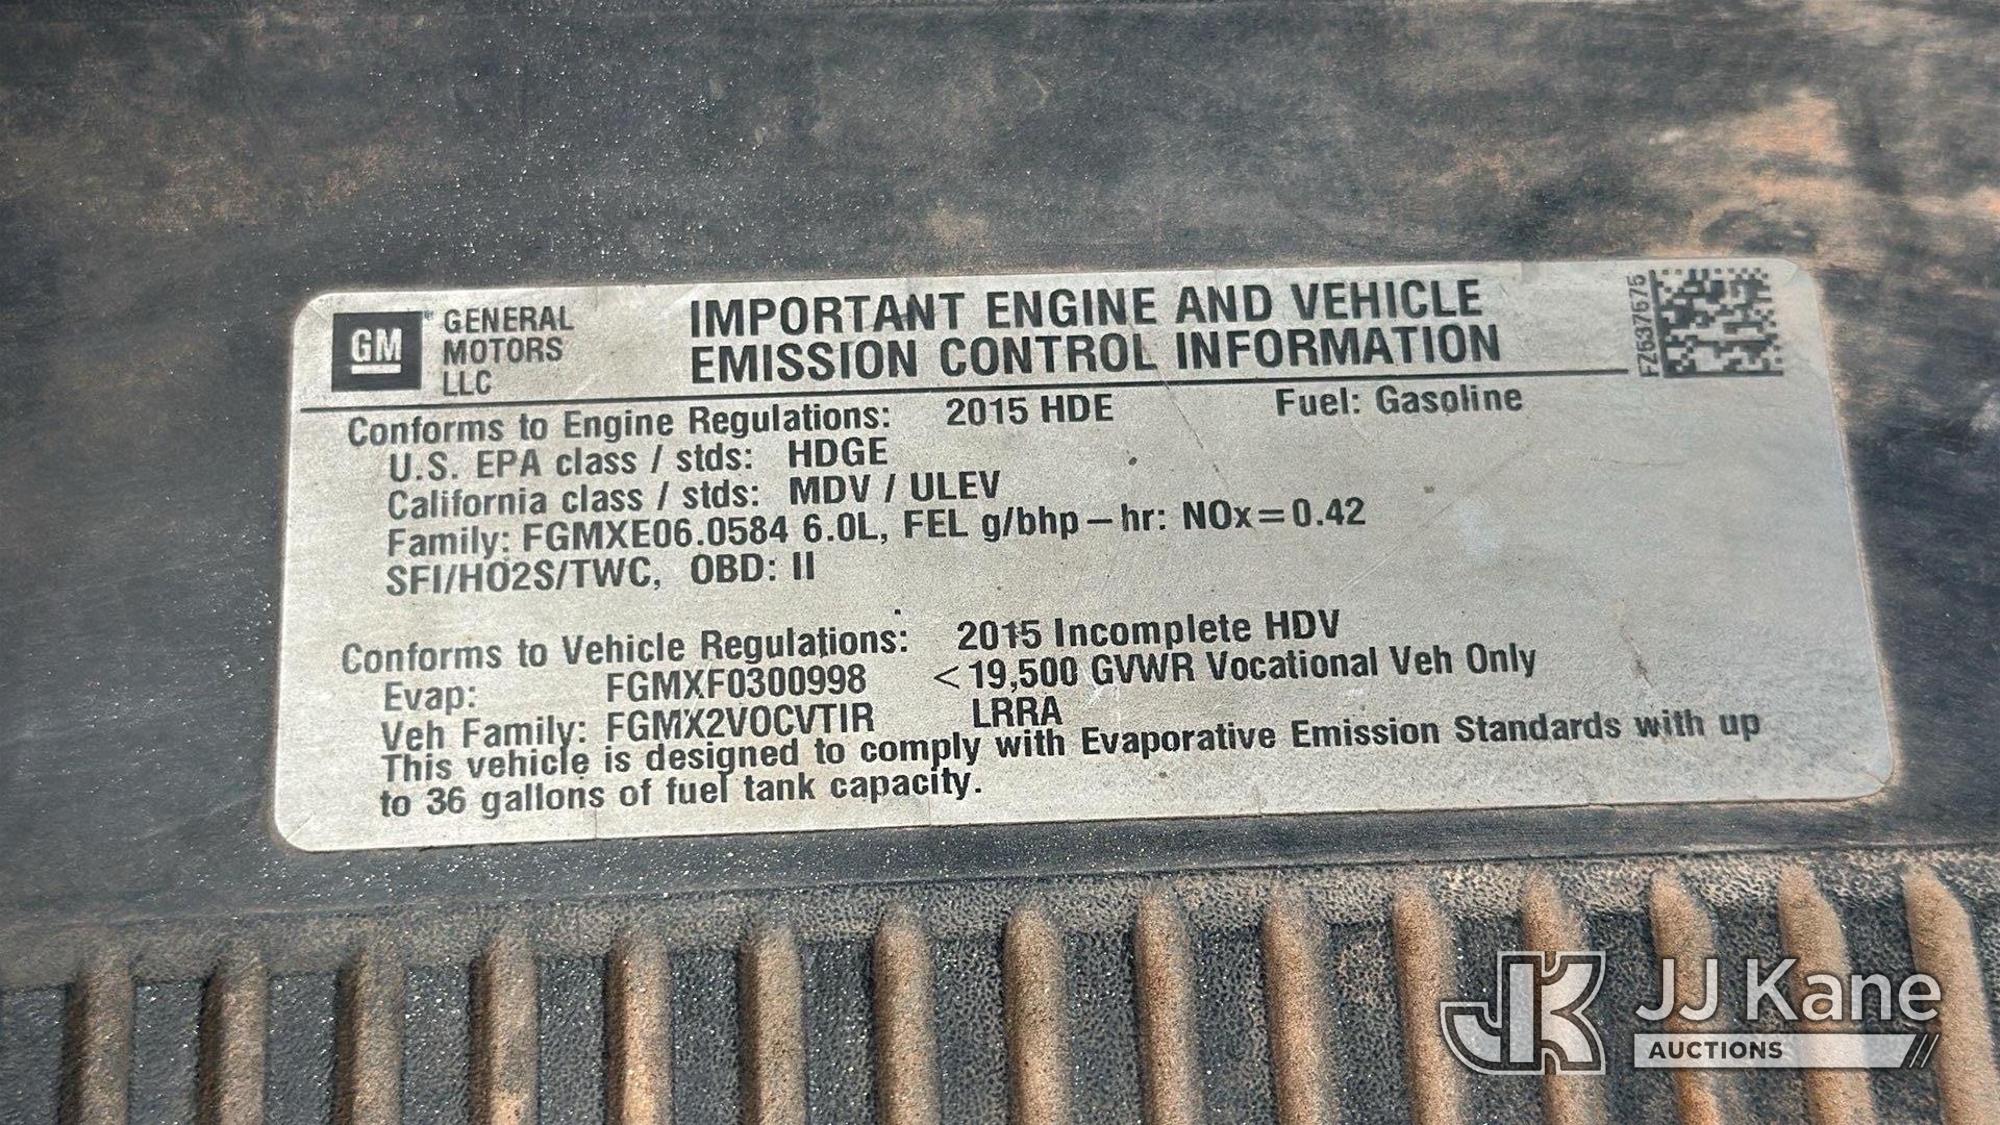 GM GENERAL MOTORS LLC
IMPORTANT ENGINE AND VEHICLE
EMISSION CONTROL INFORMATION
FZ637675
Conforms to Engine Regulations: 2015 HDE Fuel: Gasoline
U.S. EPA class / stds: HDGE
California class / stds: MDV / ULEV
Family: FGMXE06.0584 6.0L, FEL g/bhp-hr: NOx=0.42
SFI/HO2S/TWC, OBD: II
Conforms to Vehicle Regulations: 2015 Incomplete HDV
Evap: FGMXF0300998 <19,500 GVWR Vocational Veh Only
Veh Family: FGMX2VOCVTIR LRRA
This vehicle is designed to comply with Evaporative Emission Standards with up
to 36 gallons of fuel tank capacity.
JK JJ Kane
AUCTIONS